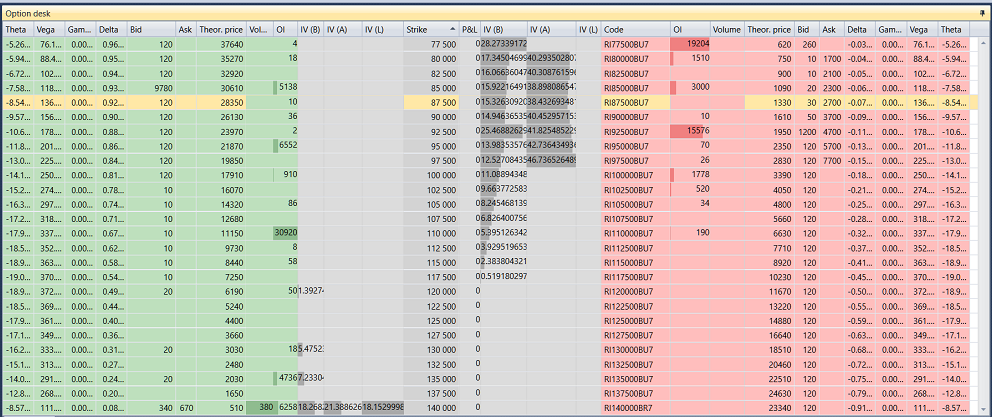 Option desk
Theta Vega Gam... Delta Bid Ask Theor. price Vol... OI IV (B) IV (A) IV (L) Strike P&L IV (B) IV (A) IV (L) Code OI Volume Theor. price Bid Ask Delta Gam... Vega Theta
-5.26... 76.1... 0.00... 0.96... 120 37640 4 77 500 0 28.27339172 RI77500BU7 19204 620 260 -0.03... 0.00... 76.1... -5.26...
-5.94... 88.4... 0.00... 0.95... 120 35270 18 80 000 0 17.34504699 40.293502807 RI80000BU7 1510 750 10 1700 -0.04... 0.00... 88.4... -5.94...
-6.72... 102.... 0.00... 0.94... 120 32920 82 500 0 16.06636047 40.308761596 RI82500BU7 900 10 2100 -0.05... 0.00... 102.... -6.72...
-7.58... 118.... 0.00... 0.93... 9780 30610 5138 85 000 0 15.92216491 38.898086547 RI85000BU7 3000 1090 20 2300 -0.06... 0.00... 118.... -7.58...
-8.54... 136.... 0.00... 0.92... 120 28350 10 87 500 0 15.32630920 38.432693481 RI87500BU7 1330 30 2700 -0.07... 0.00... 136.... -8.54...
-9.57... 156.... 0.00... 0.90... 120 26130 36 90 000 0 14.94636354 40.452957153 RI90000BU7 10 1610 50 3700 -0.09... 0.00... 156.... -9.57...
-10.6... 178.... 0.00... 0.88... 120 23970 2 92 500 0 25.46882629 41.825485229 RI92500BU7 15576 1950 1200 4700 -0.11... 0.00... 178.... -10.6...
-11.8... 201.... 0.00... 0.86... 120 21870 6552 95 000 0 13.98353576 42.736434936 RI95000BU7 70 2350 120 5700 -0.13... 0.00... 201.... -11.8...
-13.0... 225.... 0.00... 0.84... 120 19850 97 500 0 12.52708435 46.736526489 RI97500BU7 26 2830 120 7700 -0.15... 0.00... 225.... -13.0...
-14.1... 250.... 0.00... 0.81... 120 17910 910 100 000 0 11.08894348 RI100000BU7 1778 3390 120 -0.18... 0.00... 250.... -14.1...
-15.2... 274.... 0.00... 0.78... 10 16070 102 500 0 9.663772583 RI102500BU7 520 4050 120 -0.21... 0.00... 274.... -15.2...
-16.3... 297.... 0.00... 0.74... 10 14320 86 105 000 0 8.245468139 RI105000BU7 34 4800 120 -0.25... 0.00... 297.... -16.3...
-17.2... 318.... 0.00... 0.71... 10 12680 107 500 0 6.826400756 RI107500BU7 5660 120 -0.28... 0.00... 318.... -17.2...
-17.9... 337.... 0.00... 0.67... 10 11150 30920 110 000 0 5.395126342 RI110000BU7 190 6630 120 -0.32... 0.00... 337.... -17.9...
-18.5... 352.... 0.00... 0.62... 10 9730 8 112 500 0 3.929519653 RI112500BU7 7710 120 -0.37... 0.00... 352.... -18.5...
-18.9... 363.... 0.00... 0.58... 10 8440 58 115 000 0 2.383804321 RI115000BU7 8920 120 -0.41... 0.00... 363.... -18.9...
-19.0... 370.... 0.00... 0.54... 10 7250 117 500 0 0.519180297 RI117500BU7 10230 120 -0.45... 0.00... 370.... -19.0...
-18.9... 372.... 0.00... 0.49... 20 6190 50 1.3927 120 000 0 RI120000BU7 11670 120 -0.50... 0.00... 372.... -18.9...
-18.5... 369.... 0.00... 0.44... 5240 122 500 0 RI122500BU7 13220 120 -0.55... 0.00... 369.... -18.5...
-17.9... 361.... 0.00... 0.40... 4400 125 000 0 RI125000BU7 14880 120 -0.59... 0.00... 361.... -17.9...
-17.1... 349.... 0.00... 0.36... 3660 127 500 0 RI127500BU7 16640 120 -0.63... 0.00... 349.... -17.1...
-16.2... 333.... 0.00... 0.31... 20 3030 18 5.4752 130 000 0 RI130000BU7 18510 120 -0.68... 0.00... 333.... -16.2...
-15.1... 313.... 0.00... 0.27... 2480 132 500 0 RI132500BU7 20460 120 -0.72... 0.00... 313.... -15.1...
-14.0... 291.... 0.00... 0.24... 20 2030 4736 7.2330 135 000 0 RI135000BU7 22510 120 -0.75... 0.00... 291.... -14.0...
-12.8... 268.... 0.00... 0.20... 1650 137 500 0 RI137500BU7 24630 120 -0.79... 0.00... 268.... -12.8...
-8.57... 111.... 0.00... 0.08... 340 670 510 380 6258 18.268 21.388626 18.1529998 140 000 0 RI140000BU7 23340 120 -0.91... 0.00... 111.... -8.57...